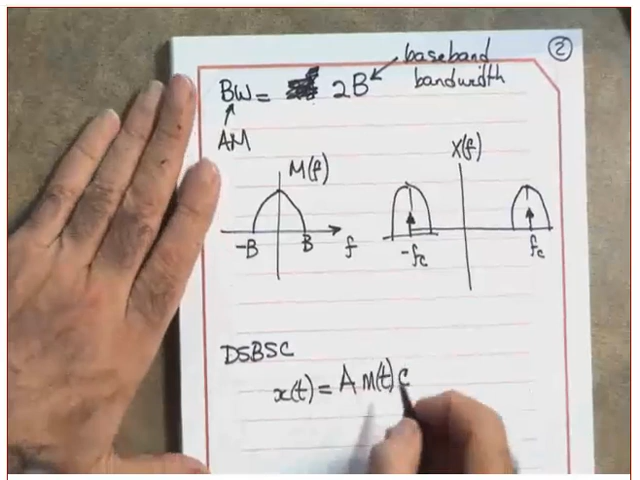 ②
BW = 2B baseband bandwidth
AM
M(f) X(f)
-B B f -fc fc
DSBSC
x(t) = A m(t) c